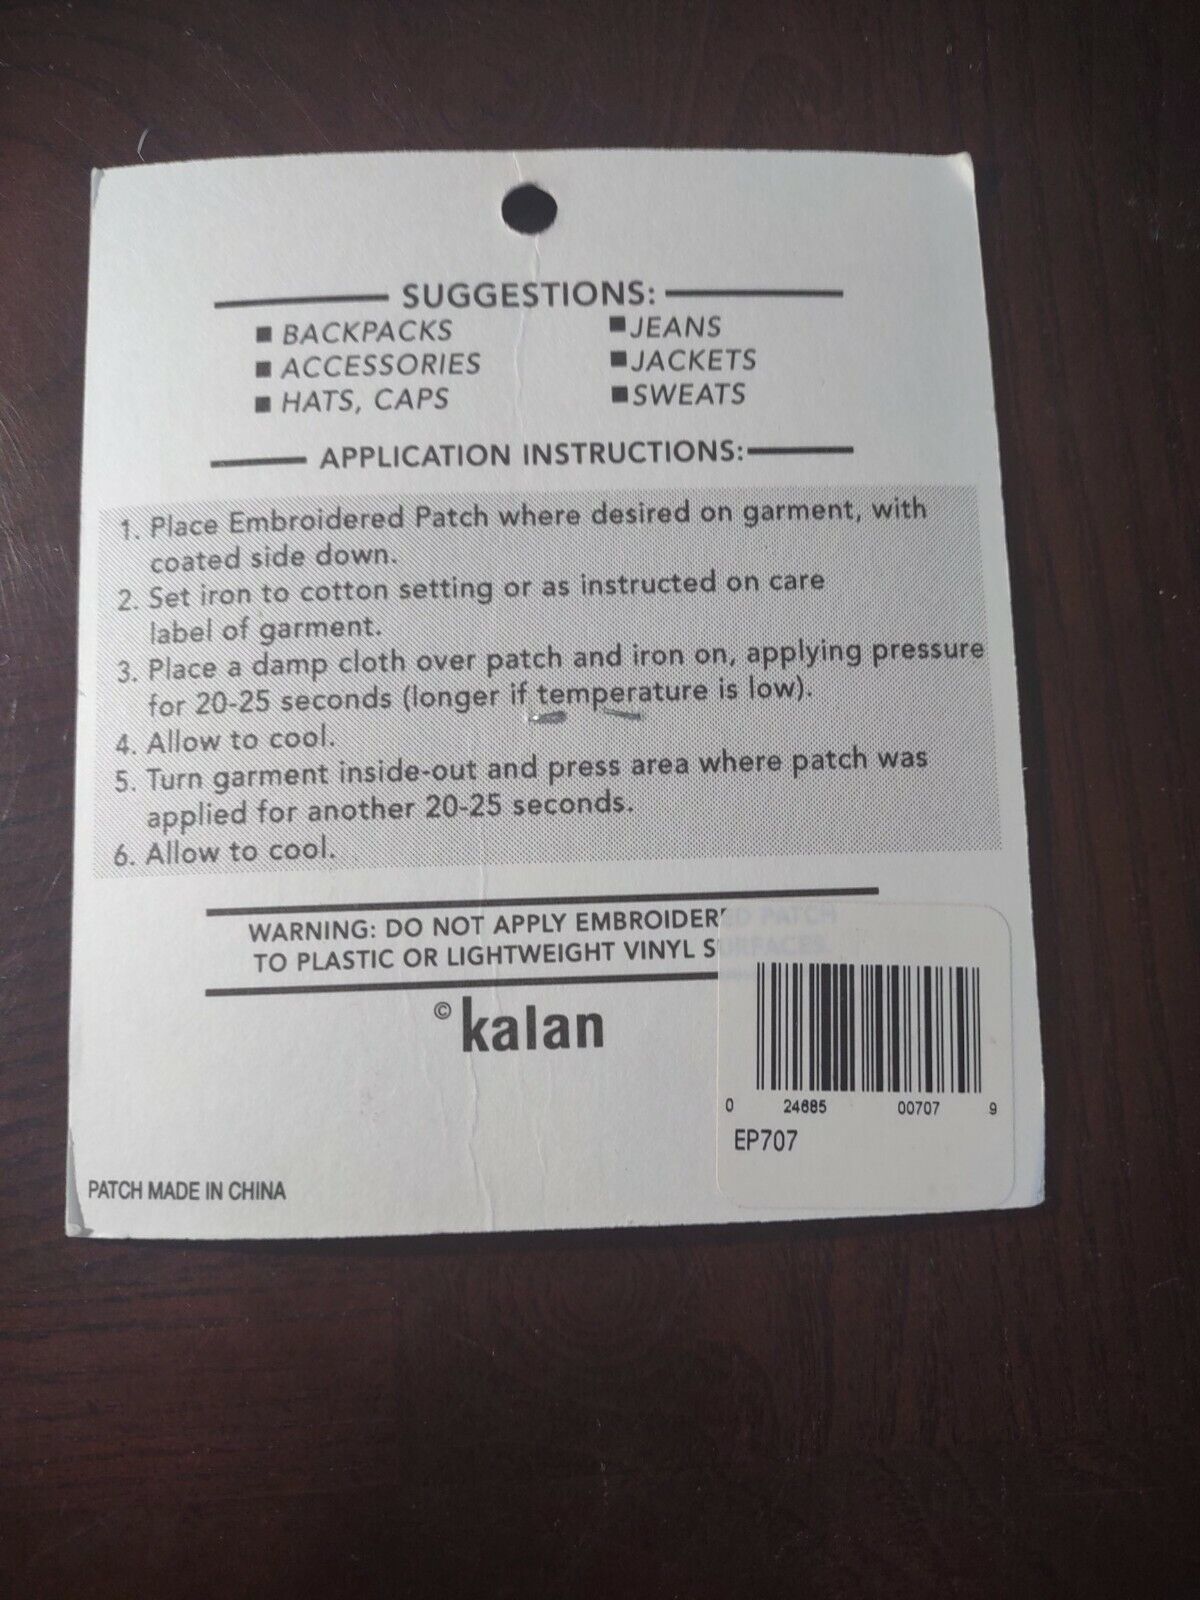 SUGGESTIONS:
■ BACKPACKS ■ JEANS
■ ACCESSORIES ■ JACKETS
■ HATS, CAPS ■ SWEATS
APPLICATION INSTRUCTIONS:
1. Place Embroidered Patch where desired on garment, with
coated side down.
2. Set iron to cotton setting or as instructed on care
label of garment.
3. Place a damp cloth over patch and iron on, applying pressure
for 20-25 seconds (longer if temperature is low).
4. Allow to cool.
5. Turn garment inside-out and press area where patch was
applied for another 20-25 seconds.
6. Allow to cool.
WARNING: DO NOT APPLY EMBROIDERED PATCH
TO PLASTIC OR LIGHTWEIGHT VINYL SURFACES.
© kalan
0 24685 00707 9
EP707
PATCH MADE IN CHINA